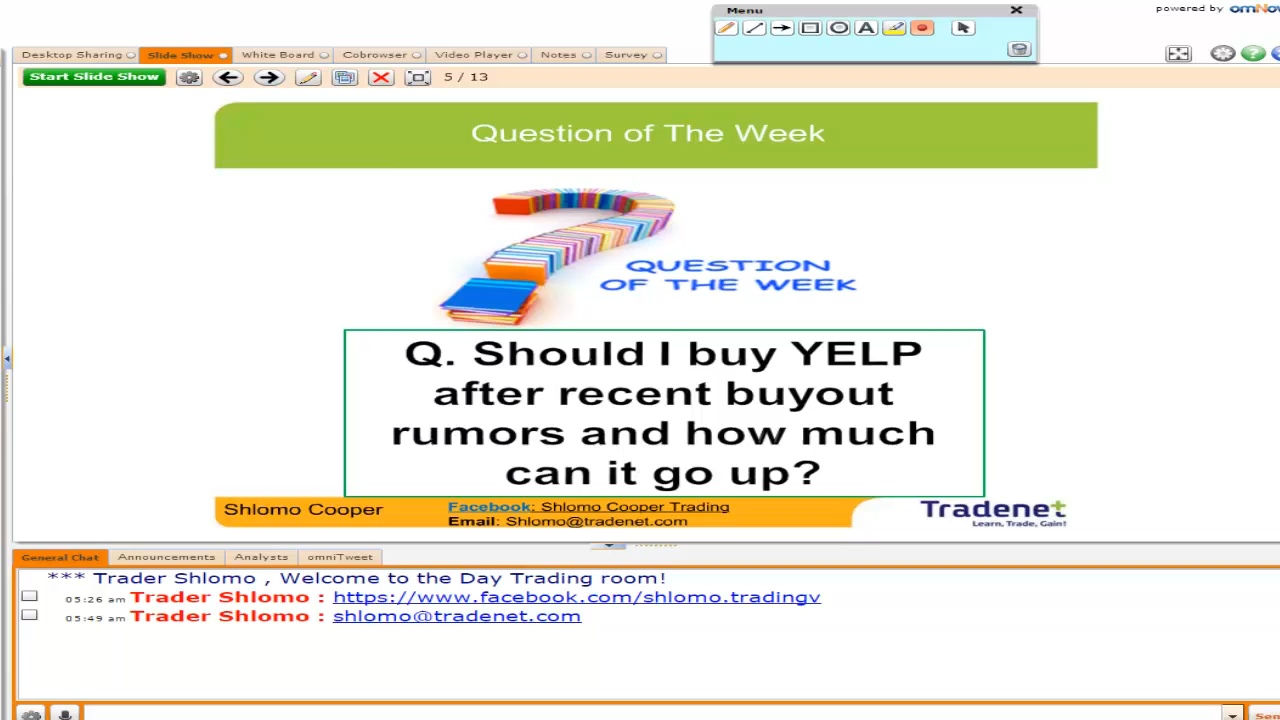 Menu
powered by omNov
Desktop Sharing
Slide Show
White Board
Cobrowser
Video Player
Notes
Survey
A
?
Start Slide Show
5 / 13
Question of The Week
QUESTION
OF THE WEEK
Q. Should I buy YELP
after recent buyout
rumors and how much
can it go up?
Shlomo Cooper
Facebook: Shlomo Cooper Trading
Email: Shlomo@tradenet.com
Tradenet
Learn, Trade, Gain!
General Chat
Announcements
Analysts
omniTweet
*** Trader Shlomo , Welcome to the Day Trading room!
05:26 am Trader Shlomo : https://www.facebook.com/shlomo.tradingv
05:49 am Trader Shlomo : shlomo@tradenet.com
Sen